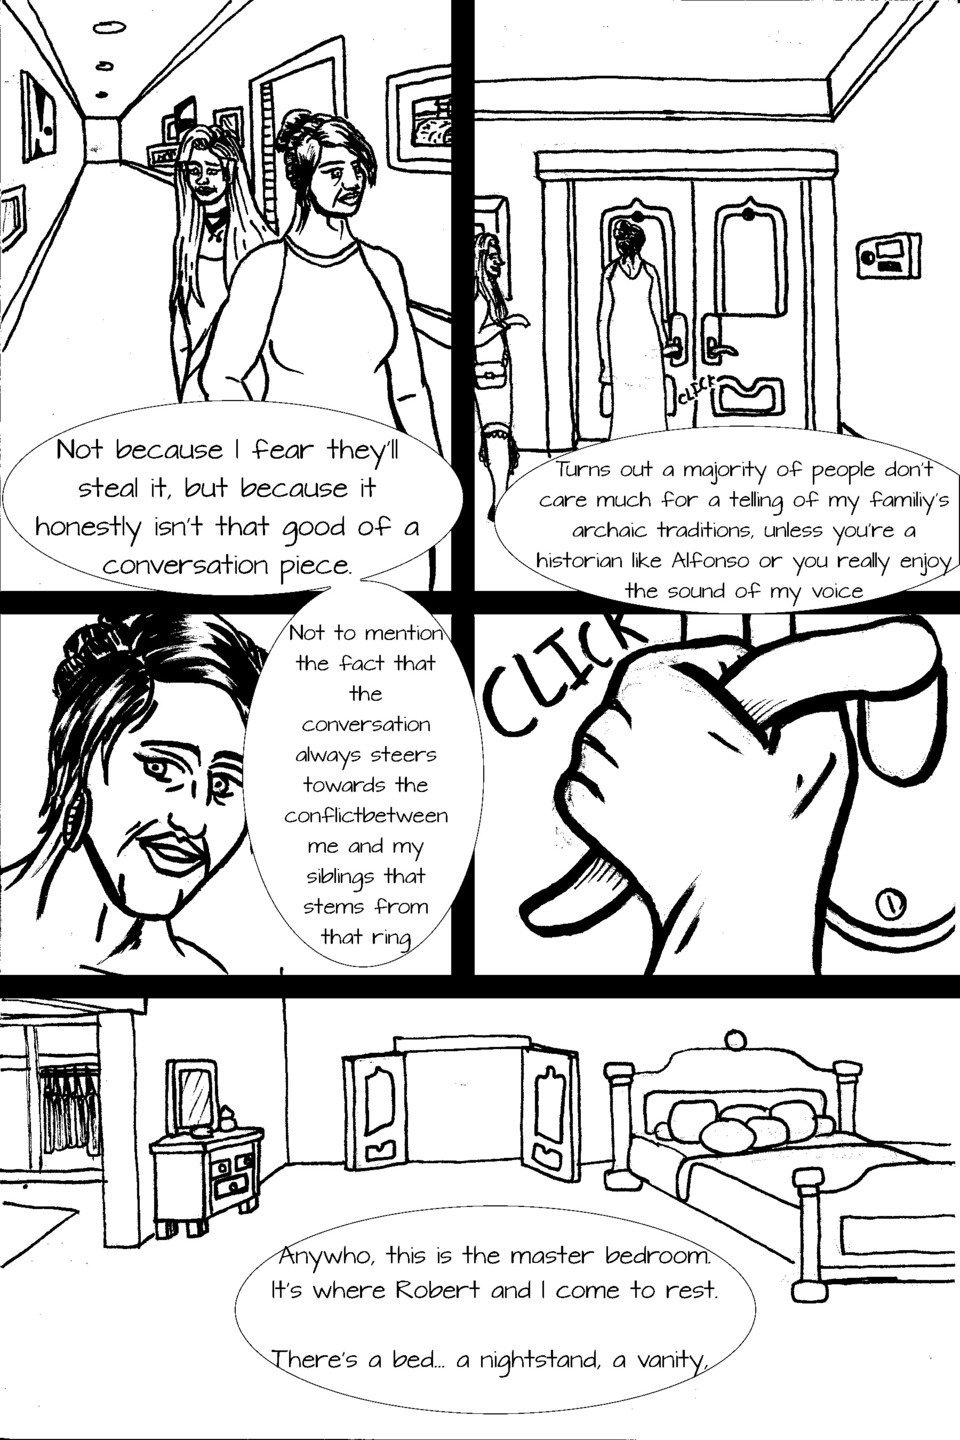 Not because I fear they'll
steal it, but because it
honestly isn't that good of a
conversation piece.
CLICK
Turns out a majority of people don't
care much for a telling of my familiy's
archaic traditions, unless you're a
historian like Alfonso or you really enjoy
the sound of my voice
Not to mention
the fact that
the
conversation
always steers
towards the
conflictbetween
me and my
siblings that
stems from
that ring
CLICK
Anywho, this is the master bedroom.
It's where Robert and I come to rest.
There's a bed... a nightstand, a vanity,